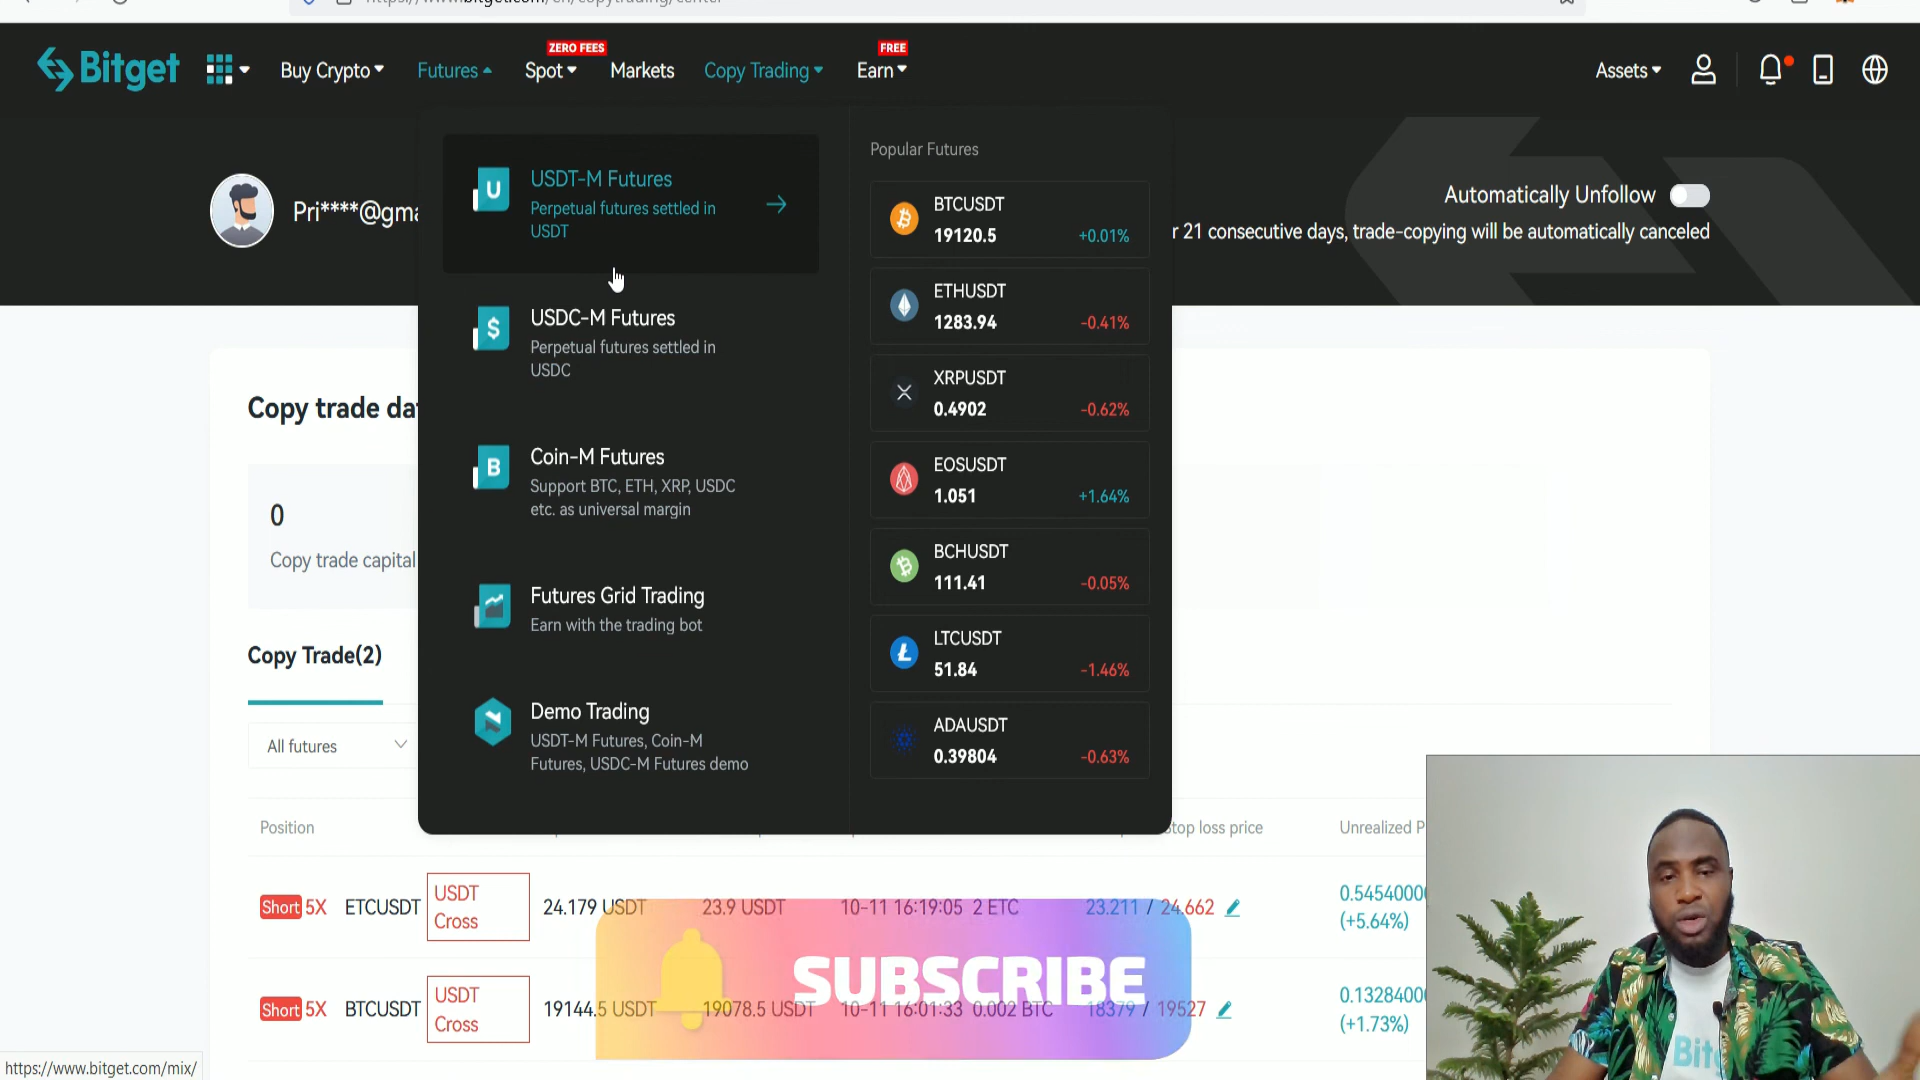 Bitget
Buy Crypto
Futures
ZERO FEES
Spot
Markets
Copy Trading
FREE
Earn
Assets
Pri****@gma
Automatically Unfollow
r 21 consecutive days, trade-copying will be automatically canceled
USDT-M Futures
Perpetual futures settled in
USDT
USDC-M Futures
Perpetual futures settled in
USDC
Coin-M Futures
Support BTC, ETH, XRP, USDC
etc. as universal margin
Futures Grid Trading
Earn with the trading bot
Demo Trading
USDT-M Futures, Coin-M
Futures, USDC-M Futures demo
Popular Futures
BTCUSDT
19120.5 +0.01%
ETHUSDT
1283.94 -0.41%
XRPUSDT
0.4902 -0.62%
EOSUSDT
1.051 +1.64%
BCHUSDT
111.41 -0.05%
LTCUSDT
51.84 -1.46%
ADAUSDT
0.39804 -0.63%
Copy trade da
0
Copy trade capital
Copy Trade(2)
All futures
Position
top loss price
Unrealized P
Short 5X ETCUSDT USDT Cross 24.179 USDT 23.9 USDT 10-11 16:19:05 2 ETC 23.211 / 24.662 0.5454000
(+5.64%)
Short 5X BTCUSDT USDT Cross 19144.5 USDT 19078.5 USDT 10-11 16:01:33 0.002 BTC 18379 / 19527 0.1328400
(+1.73%)
SUBSCRIBE
Bit
https://www.bitget.com/mix/